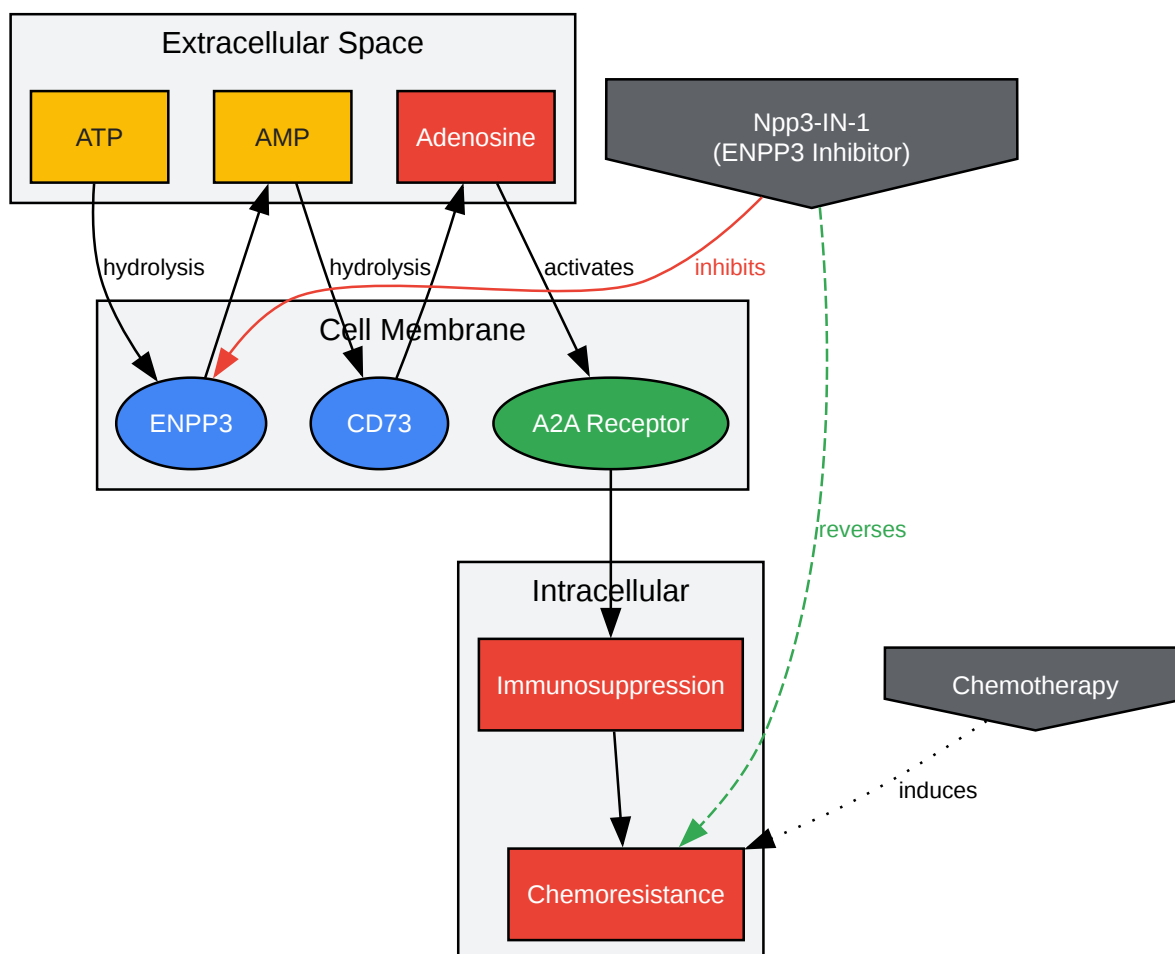 Extracellular Space
ATP
AMP
Adenosine
Npp3-IN-1
(ENPP3 Inhibitor)
hydrolysis
hydrolysis
activates
inhibits
Cell Membrane
ENPP3
CD73
A2A Receptor
reverses
Intracellular
Immunosuppression
Chemotherapy
induces
Chemoresistance